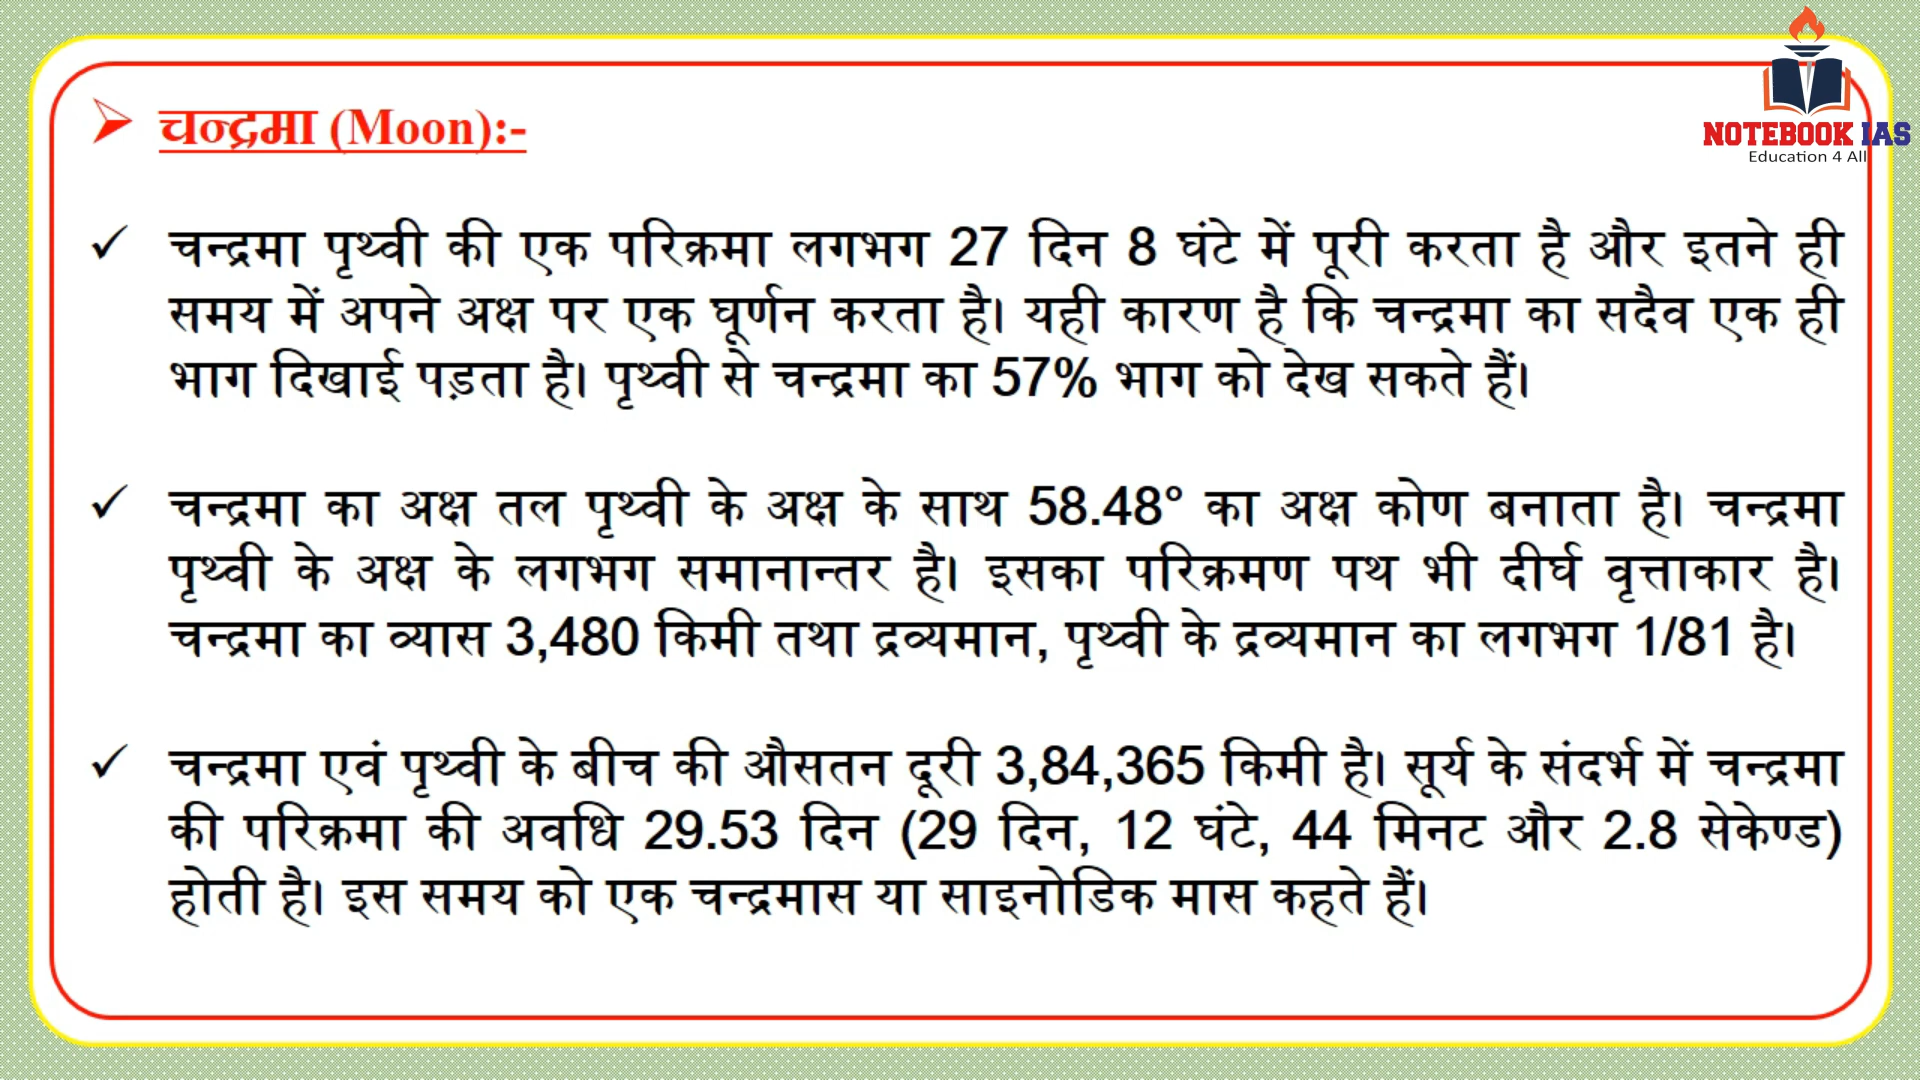 NOTEBOOK IAS
Education 4 All
चन्द्रमा (Moon):-
चन्द्रमा पृथ्वी की एक परिक्रमा लगभग 27 दिन 8 घंटे में पूरी करता है और इतने ही
समय में अपने अक्ष पर एक घूर्णन करता है। यही कारण है कि चन्द्रमा का सदैव एक ही
भाग दिखाई पड़ता है। पृथ्वी से चन्द्रमा का 57% भाग को देख सकते हैं।
चन्द्रमा का अक्ष तल पृथ्वी के अक्ष के साथ 58.48° का अक्ष कोण बनाता है। चन्द्रमा
पृथ्वी के अक्ष के लगभग समानान्तर है। इसका परिक्रमण पथ भी दीर्घ वृत्ताकार है।
चन्द्रमा का व्यास 3,480 किमी तथा द्रव्यमान, पृथ्वी के द्रव्यमान का लगभग 1/81 है।
चन्द्रमा एवं पृथ्वी के बीच की औसतन दूरी 3,84,365 किमी है। सूर्य के संदर्भ में चन्द्रमा
की परिक्रमा की अवधि 29.53 दिन (29 दिन, 12 घंटे, 44 मिनट और 2.8 सेकेण्ड)
होती है। इस समय को एक चन्द्रमास या साइनोडिक मास कहते हैं।